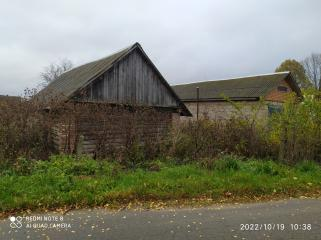 REDMI NOTE 8
AI QUAD CAMERA
2022/10/19 10:38